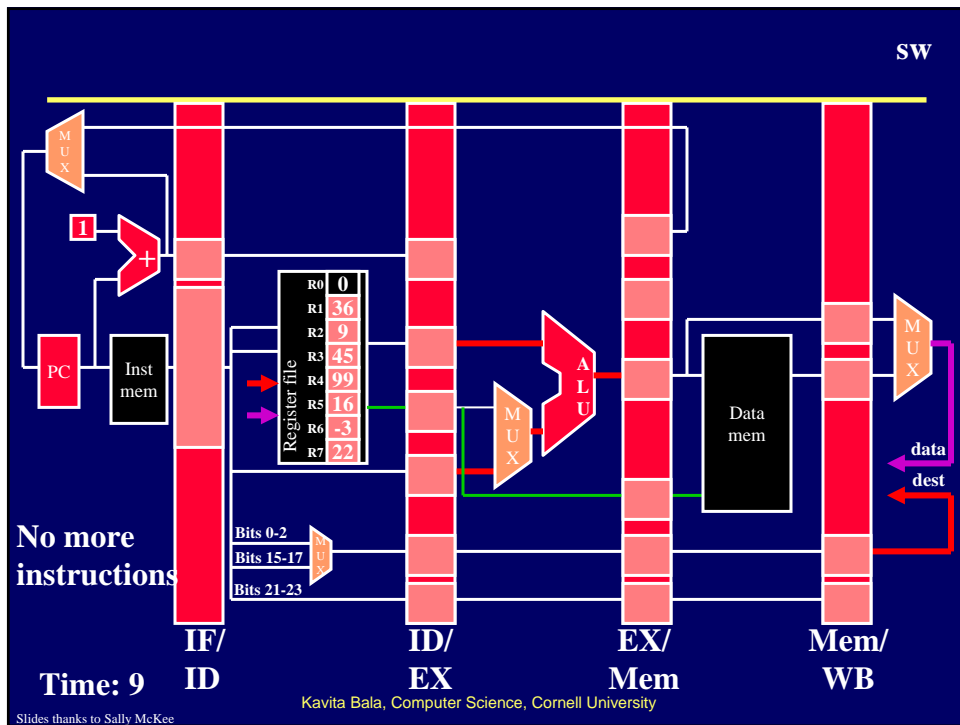 sw
M
U
X
1
+
PC
Inst
mem
Register file
R0 0
R1 36
R2 9
R3 45
R4 99
R5 16
R6 -3
R7 22
M
U
X
A
L
U
Data
mem
M
U
X
data
dest
No more
instructions
Bits 0-2
Bits 15-17
Bits 21-23
M
U
X
IF/
ID
ID/
EX
EX/
Mem
Mem/
WB
Time: 9
Kavita Bala, Computer Science, Cornell University
Slides thanks to Sally McKee